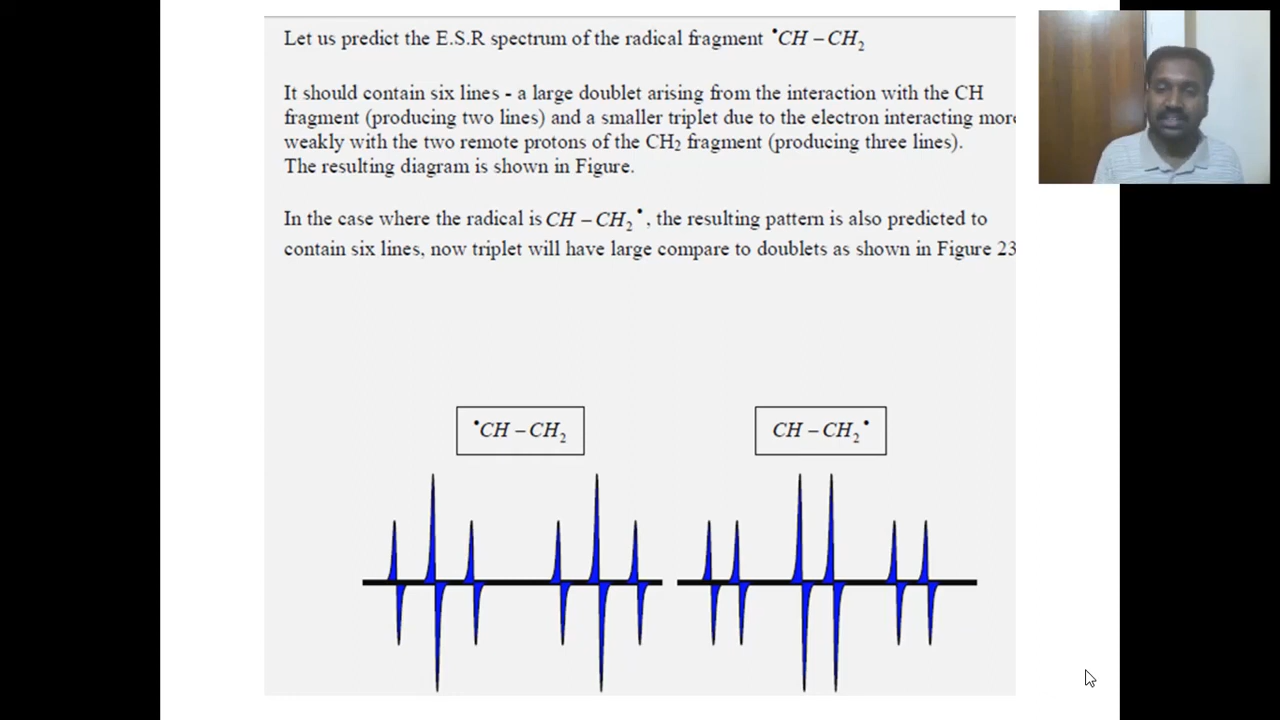 Let us predict the E.S.R spectrum of the radical fragment •CH – CH₂
It should contain six lines - a large doublet arising from the interaction with the CH
fragment (producing two lines) and a smaller triplet due to the electron interacting more
weakly with the two remote protons of the CH₂ fragment (producing three lines).
The resulting diagram is shown in Figure.
In the case where the radical is CH – CH₂•, the resulting pattern is also predicted to
contain six lines, now triplet will have large compare to doublets as shown in Figure 23
•CH – CH₂
CH – CH₂•